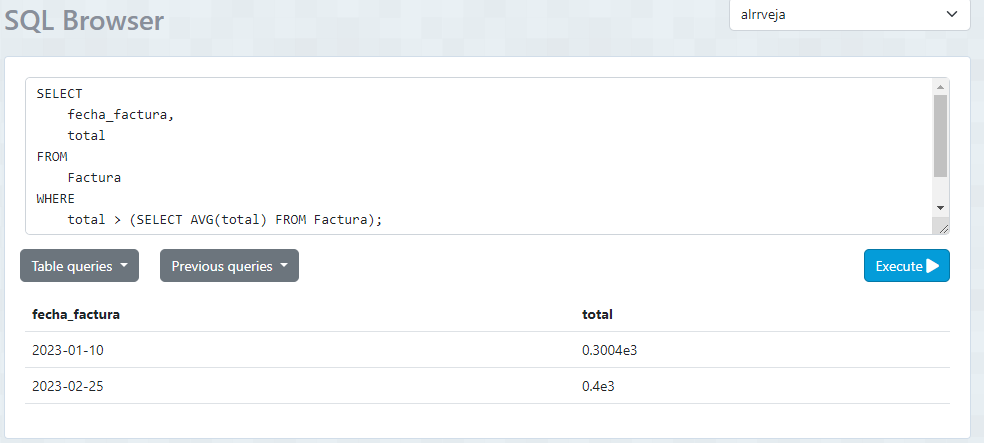 SQL Browser
alrrveja
SELECT
fecha_factura,
total
FROM
Factura
WHERE
total > (SELECT AVG(total) FROM Factura);
Table queries
Previous queries
Execute
fecha_factura total
2023-01-10 0.3004e3
2023-02-25 0.4e3